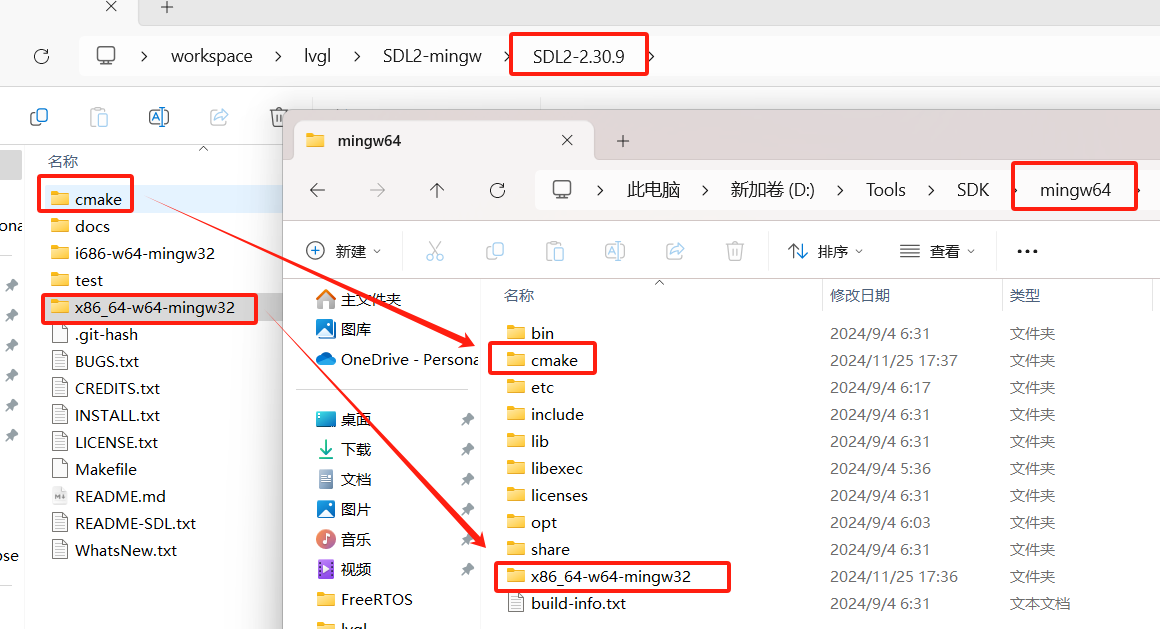 workspace > lvgl > SDL2-mingw > SDL2-2.30.9
名称
cmake
docs
i686-w64-mingw32
test
x86_64-w64-mingw32
.git-hash
BUGS.txt
CREDITS.txt
INSTALL.txt
LICENSE.txt
Makefile
README.md
README-SDL.txt
WhatsNew.txt
mingw64
此电脑 > 新加卷 (D:) > Tools > SDK > mingw64
新建 排序 查看
主文件夹
图库
OneDrive - Persona
桌面
下载
文档
图片
音乐
视频
FreeRTOS
lvgl
名称 修改日期 类型
bin 2024/9/4 6:31 文件夹
cmake 2024/11/25 17:37 文件夹
etc 2024/9/4 6:17 文件夹
include 2024/9/4 6:31 文件夹
lib 2024/9/4 6:31 文件夹
libexec 2024/9/4 5:36 文件夹
licenses 2024/9/4 6:31 文件夹
opt 2024/9/4 6:03 文件夹
share 2024/9/4 6:31 文件夹
x86_64-w64-mingw32 2024/11/25 17:36 文件夹
build-info.txt 2024/9/4 6:31 文本文档